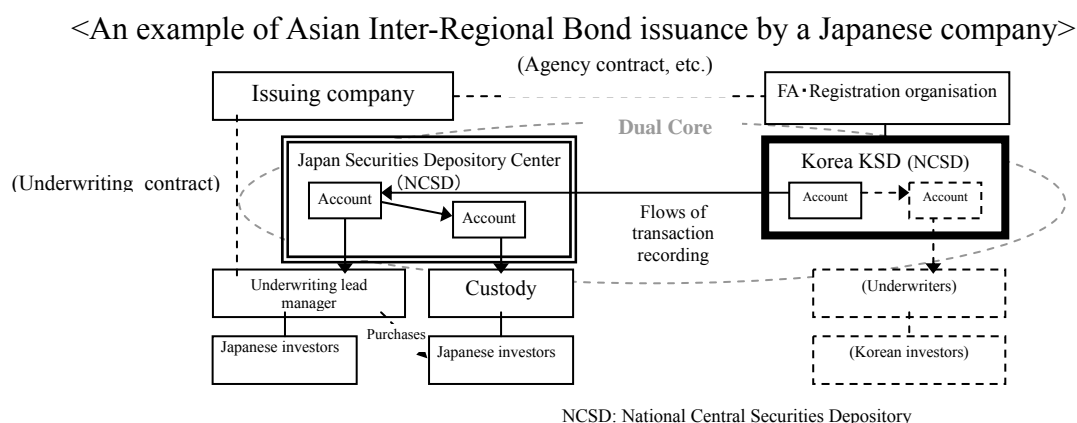 <An example of Asian Inter-Regional Bond issuance by a Japanese company>
(Agency contract, etc.)
Issuing company
FA・Registration organisation
Dual Core
Japan Securities Depository Center
（NCSD）
Korea KSD (NCSD)
(Underwriting contract)
Account
Account
Account
Account
Flows of
transaction
recording
Underwriting lead
manager
Custody
(Underwriters)
Purchases
Japanese investors
Japanese investors
(Korean investors)
NCSD: National Central Securities Depository